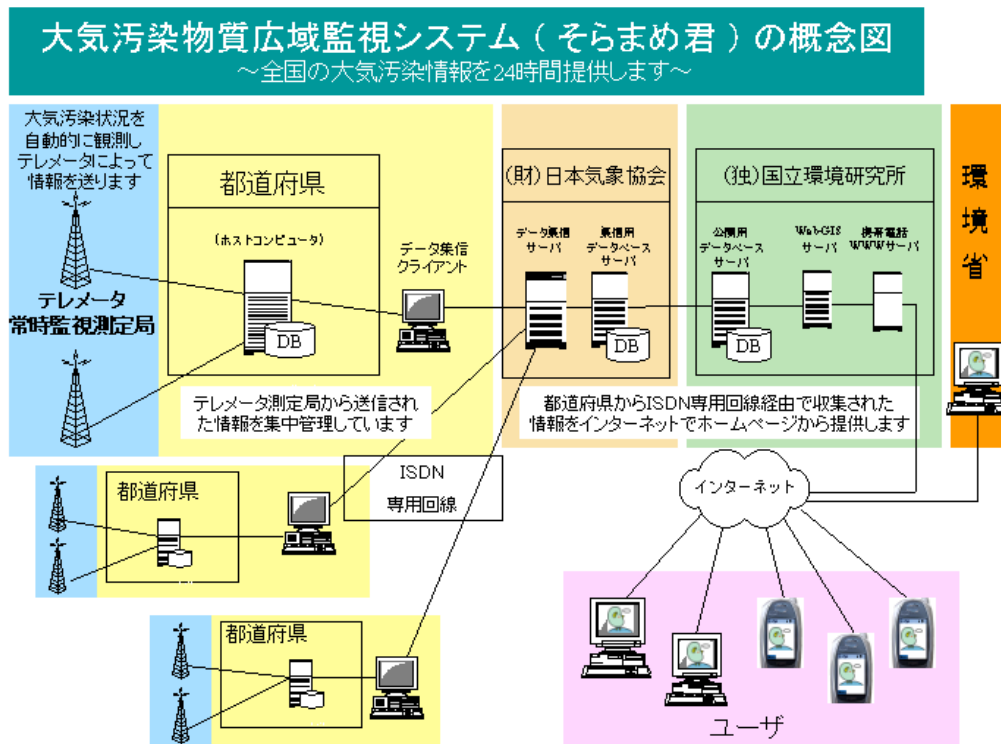 大気汚染物質広域監視システム(そらまめ君)の概念図
~全国の大気汚染情報を24時間提供します~
大気汚染状況を
自動的に観測し
テレメータによって
情報を送ります
テレメータ
常時監視測定局
都道府県
(ホストコンピュータ)
DB
データ集信
クライアント
テレメータ測定局から送信され
た情報を集中管理しています
(財)日本気象協会
データ集信
サーバ
集信用
データベース
サーバ
DB
(独)国立環境研究所
公開用
データベース
サーバ
Web-GIS
サーバ
携帯電話
WWWサーバ
DB
都道府県からISDN専用回線経由で収集された
情報をインターネットでホームページから提供します
環
境
省
都道府県
ISDN
専用回線
インターネット
都道府県
ユーザ